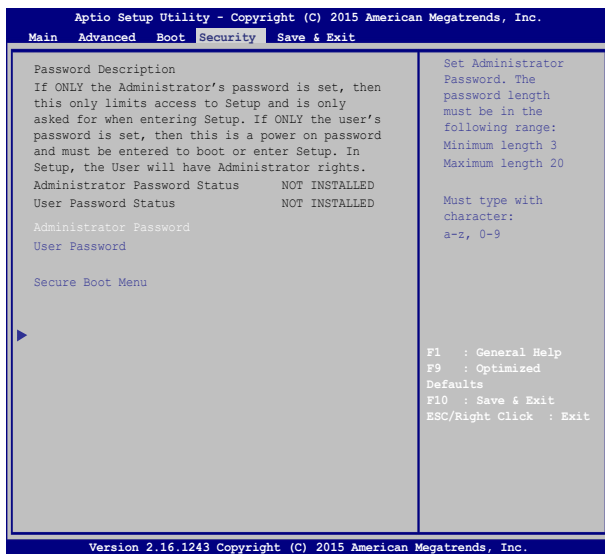 Aptio Setup Utility - Copyright (C) 2015 American Megatrends, Inc.
Main Advanced Boot Security Save & Exit
Password Description
If ONLY the Administrator's password is set, then
this only limits access to Setup and is only
asked for when entering Setup. If ONLY the user's
password is set, then this is a power on password
and must be entered to boot or enter Setup. In
Setup, the User will have Administrator rights.
Administrator Password Status NOT INSTALLED
User Password Status NOT INSTALLED
Administrator Password
User Password
Secure Boot Menu
Set Administrator
Password. The
password length
must be in the
following range:
Minimum length 3
Maximum length 20
Must type with
character:
a-z, 0-9
F1 : General Help
F9 : Optimized
Defaults
F10 : Save & Exit
ESC/Right Click : Exit
Version 2.16.1243 Copyright (C) 2015 American Megatrends, Inc.